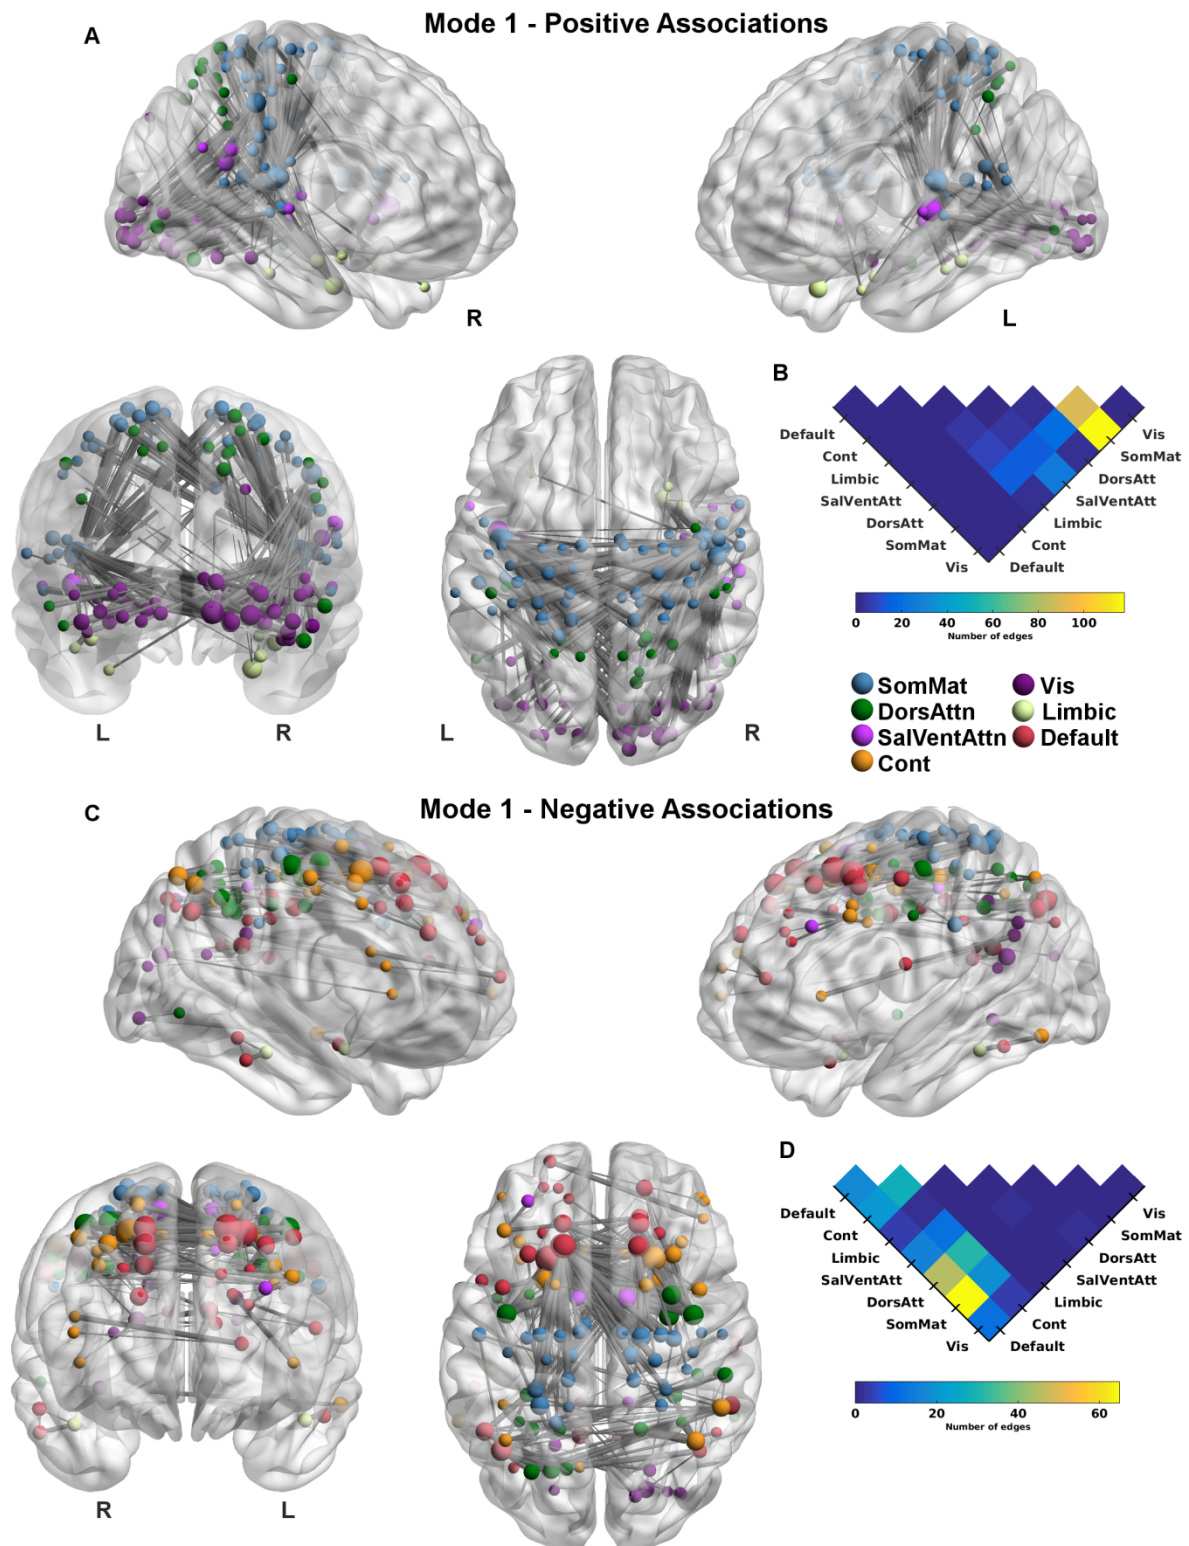 Mode 1 - Positive Associations
A
R
L
B
Default
Cont
Limbic
SalVentAtt
DorsAtt
SomMat
Vis
Vis
SomMat
DorsAtt
SalVentAtt
Limbic
Cont
Default
0 20 40 60 80 100
Number of edges
L R
L R
SomMat Vis
DorsAttn Limbic
SalVentAttn Default
Cont
Mode 1 - Negative Associations
C
D
Default
Cont
Limbic
SalVentAtt
DorsAtt
SomMat
Vis
Vis
SomMat
DorsAtt
SalVentAtt
Limbic
Cont
Default
0 20 40 60
Number of edges
R L